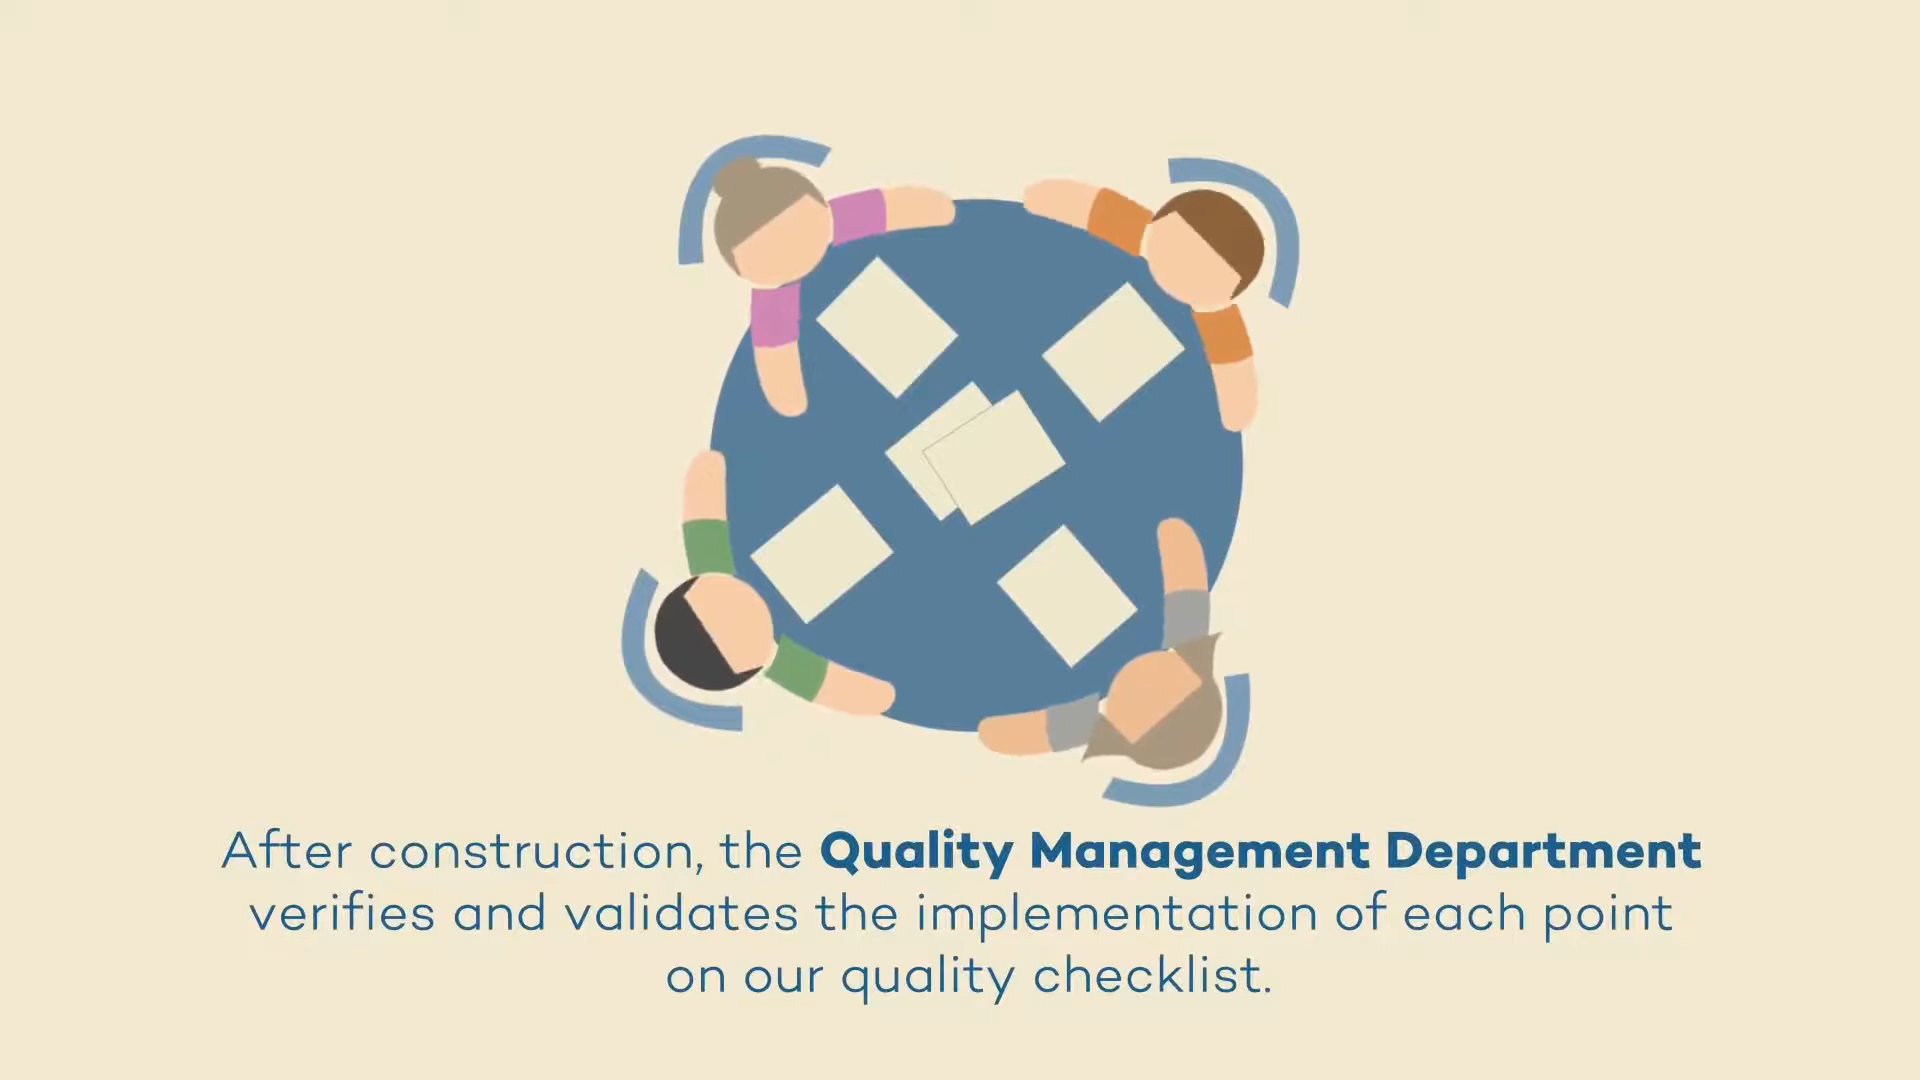 After construction, the Quality Management Department
verifies and validates the implementation of each point
on our quality checklist.